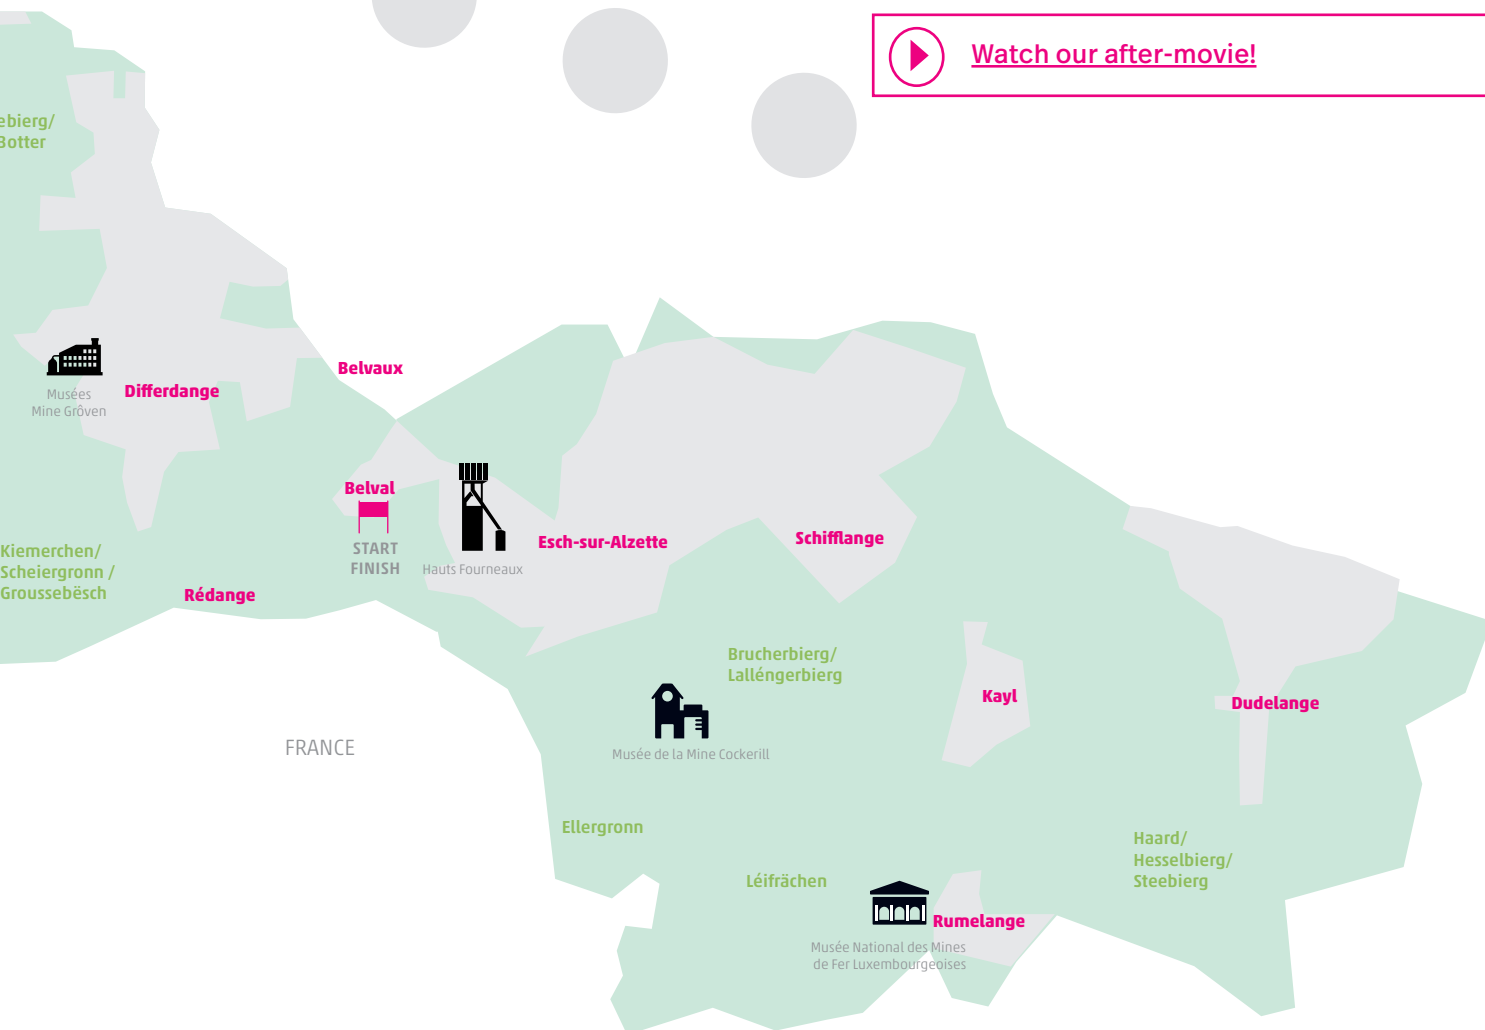 Watch our after-movie!
ebierg/
Botter
Belvaux
Differdange
Musées
Mine Grôven
Belval
START
FINISH
Hauts Fourneaux
Esch-sur-Alzette
Schifflange
Kiemerchen/
Scheiergronn /
Groussebësch
Rédange
Brucherbierg/
Lalléngerbierg
Kayl
Dudelange
FRANCE
Musée de la Mine Cockerill
Ellergronn
Haard/
Hesselbierg/
Steebierg
Léifrächen
Rumelange
Musée National des Mines
de Fer Luxembourgeoises